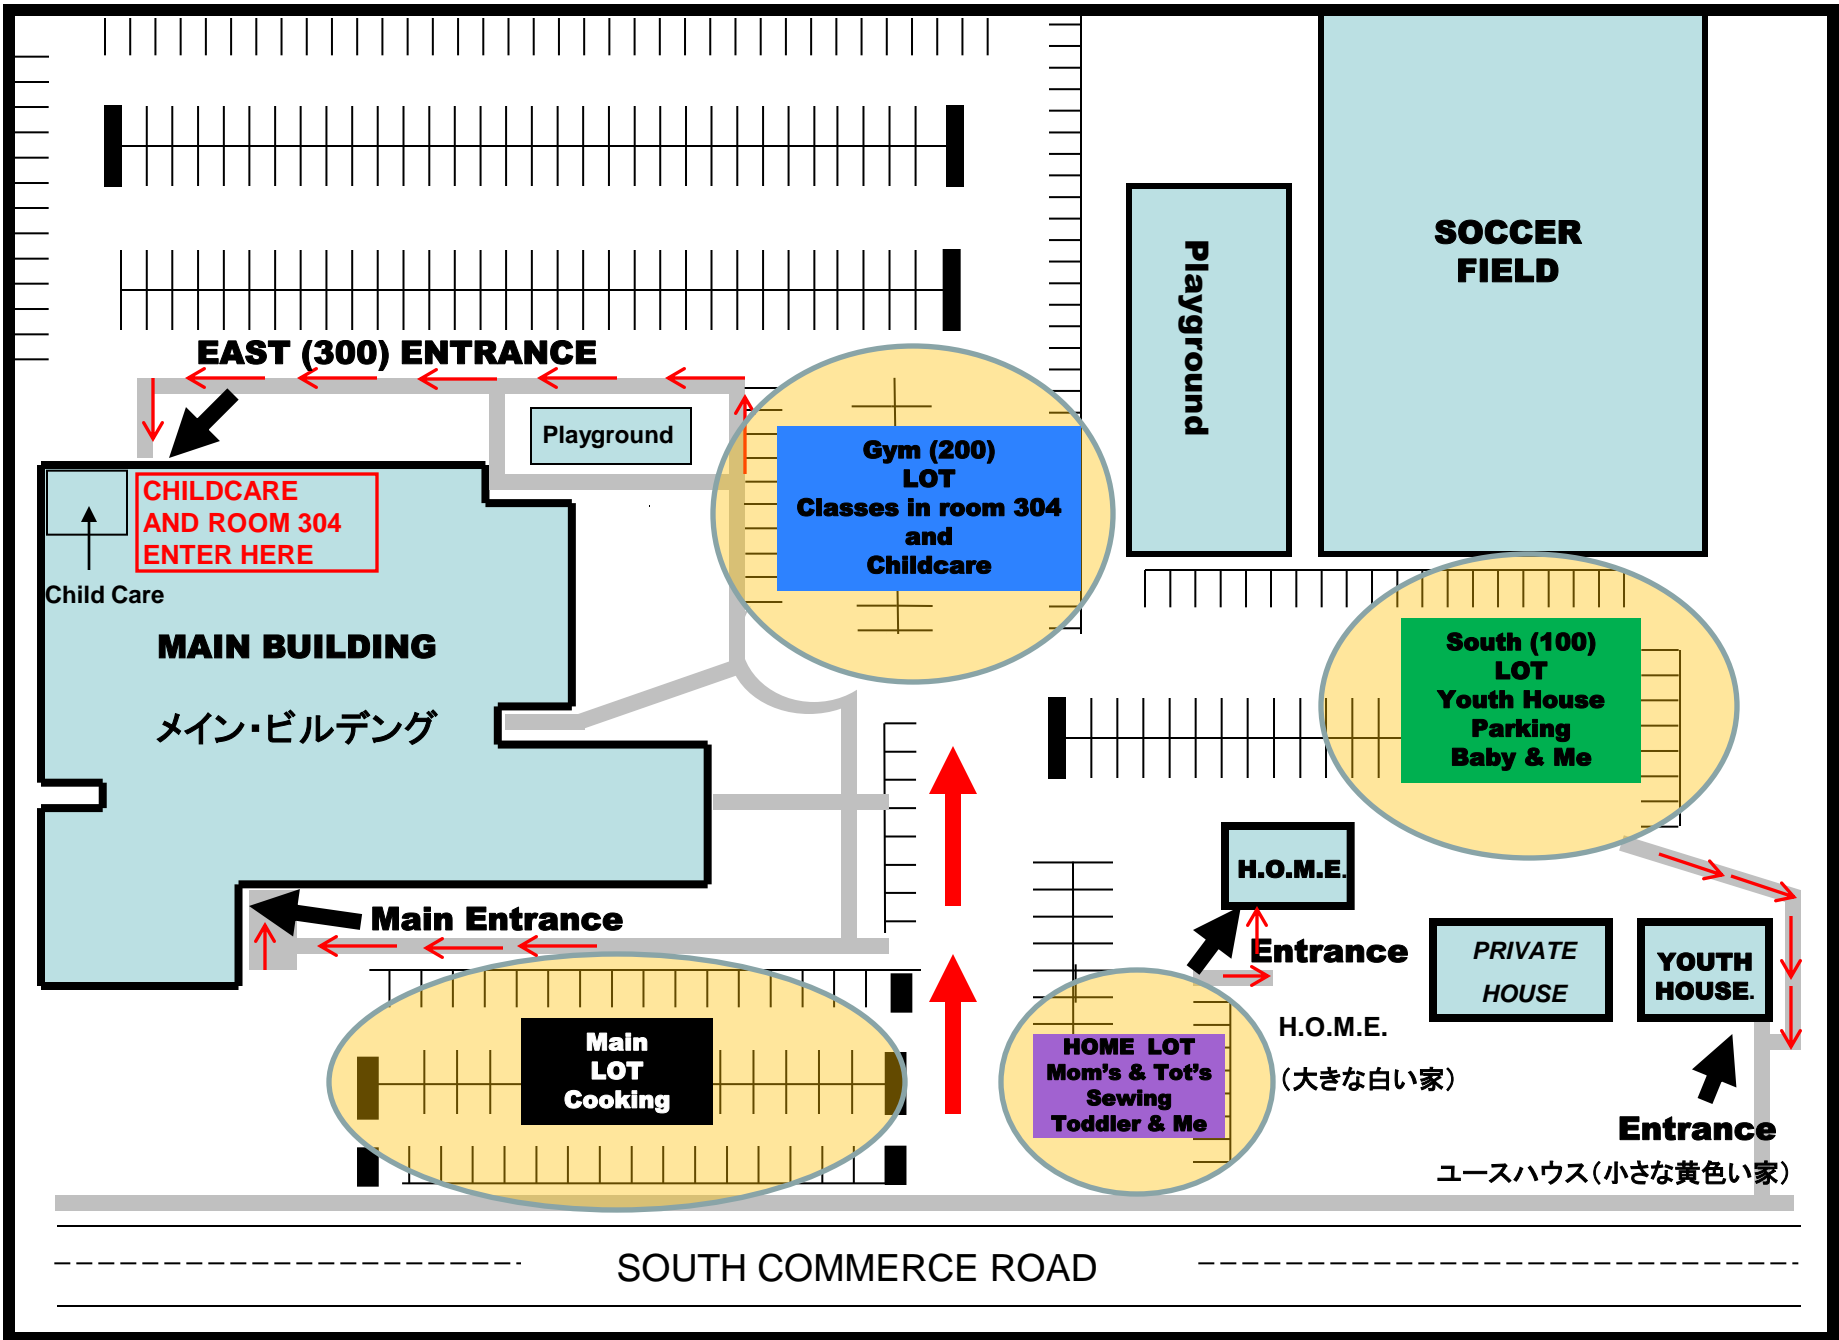 SOCCER
FIELD
Playground
EAST (300) ENTRANCE
Playground
Gym (200)
LOT
Classes in room 304
and
Childcare
CHILDCARE
AND ROOM 304
ENTER HERE
Child Care
MAIN BUILDING
メイン・ビルデング
South (100)
LOT
Youth House
Parking
Baby & Me
H.O.M.E.
Main Entrance
Entrance
PRIVATE
HOUSE
YOUTH
HOUSE.
H.O.M.E.
(大きな白い家)
Main
LOT
Cooking
HOME LOT
Mom's & Tot's
Sewing
Toddler & Me
Entrance
ユースハウス(小さな黄色い家)
SOUTH COMMERCE ROAD